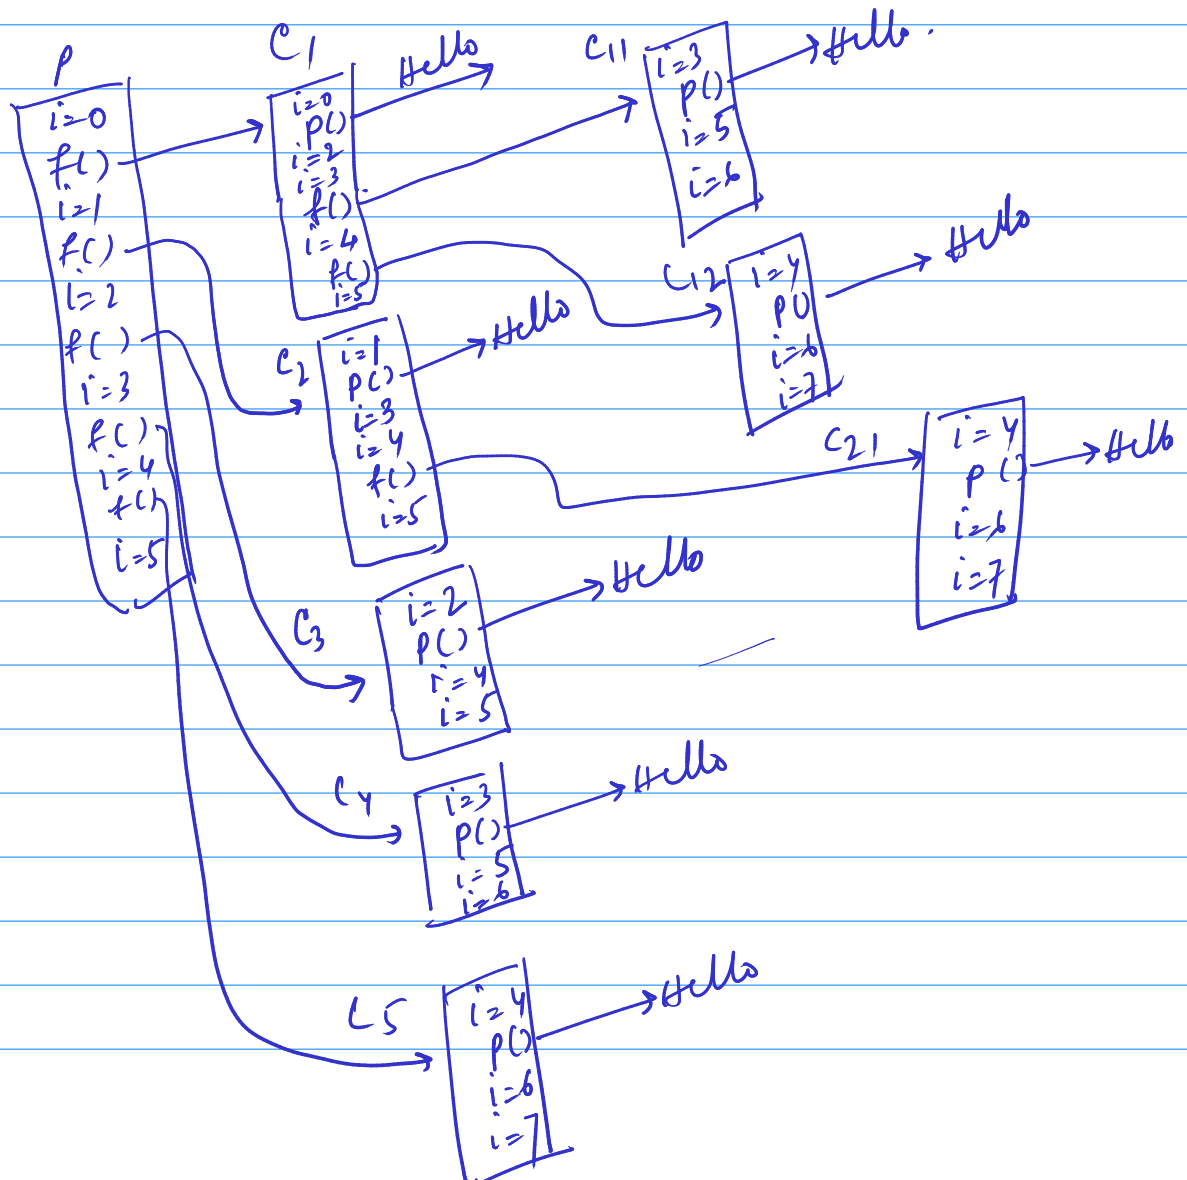 P
i=0
f()
i=1
f()
i=2
f()
i=3
f()
i=4
f()
i=5
C1
i=0
p()
i=2
i=3
f()
i=4
f()
i=5
Hello
C11
i=3
p()
i=5
i=6
Hello.
C12
i=4
p()
i=6
i=7
Hello
C2
i=1
p()
i=3
i=4
f()
i=5
Hello
C21
i=4
p()
i=6
i=7
Hello
C3
i=2
p()
i=4
i=5
Hello
C4
i=3
p()
i=5
i=6
Hello
C5
i=4
p()
i=6
i=7
Hello